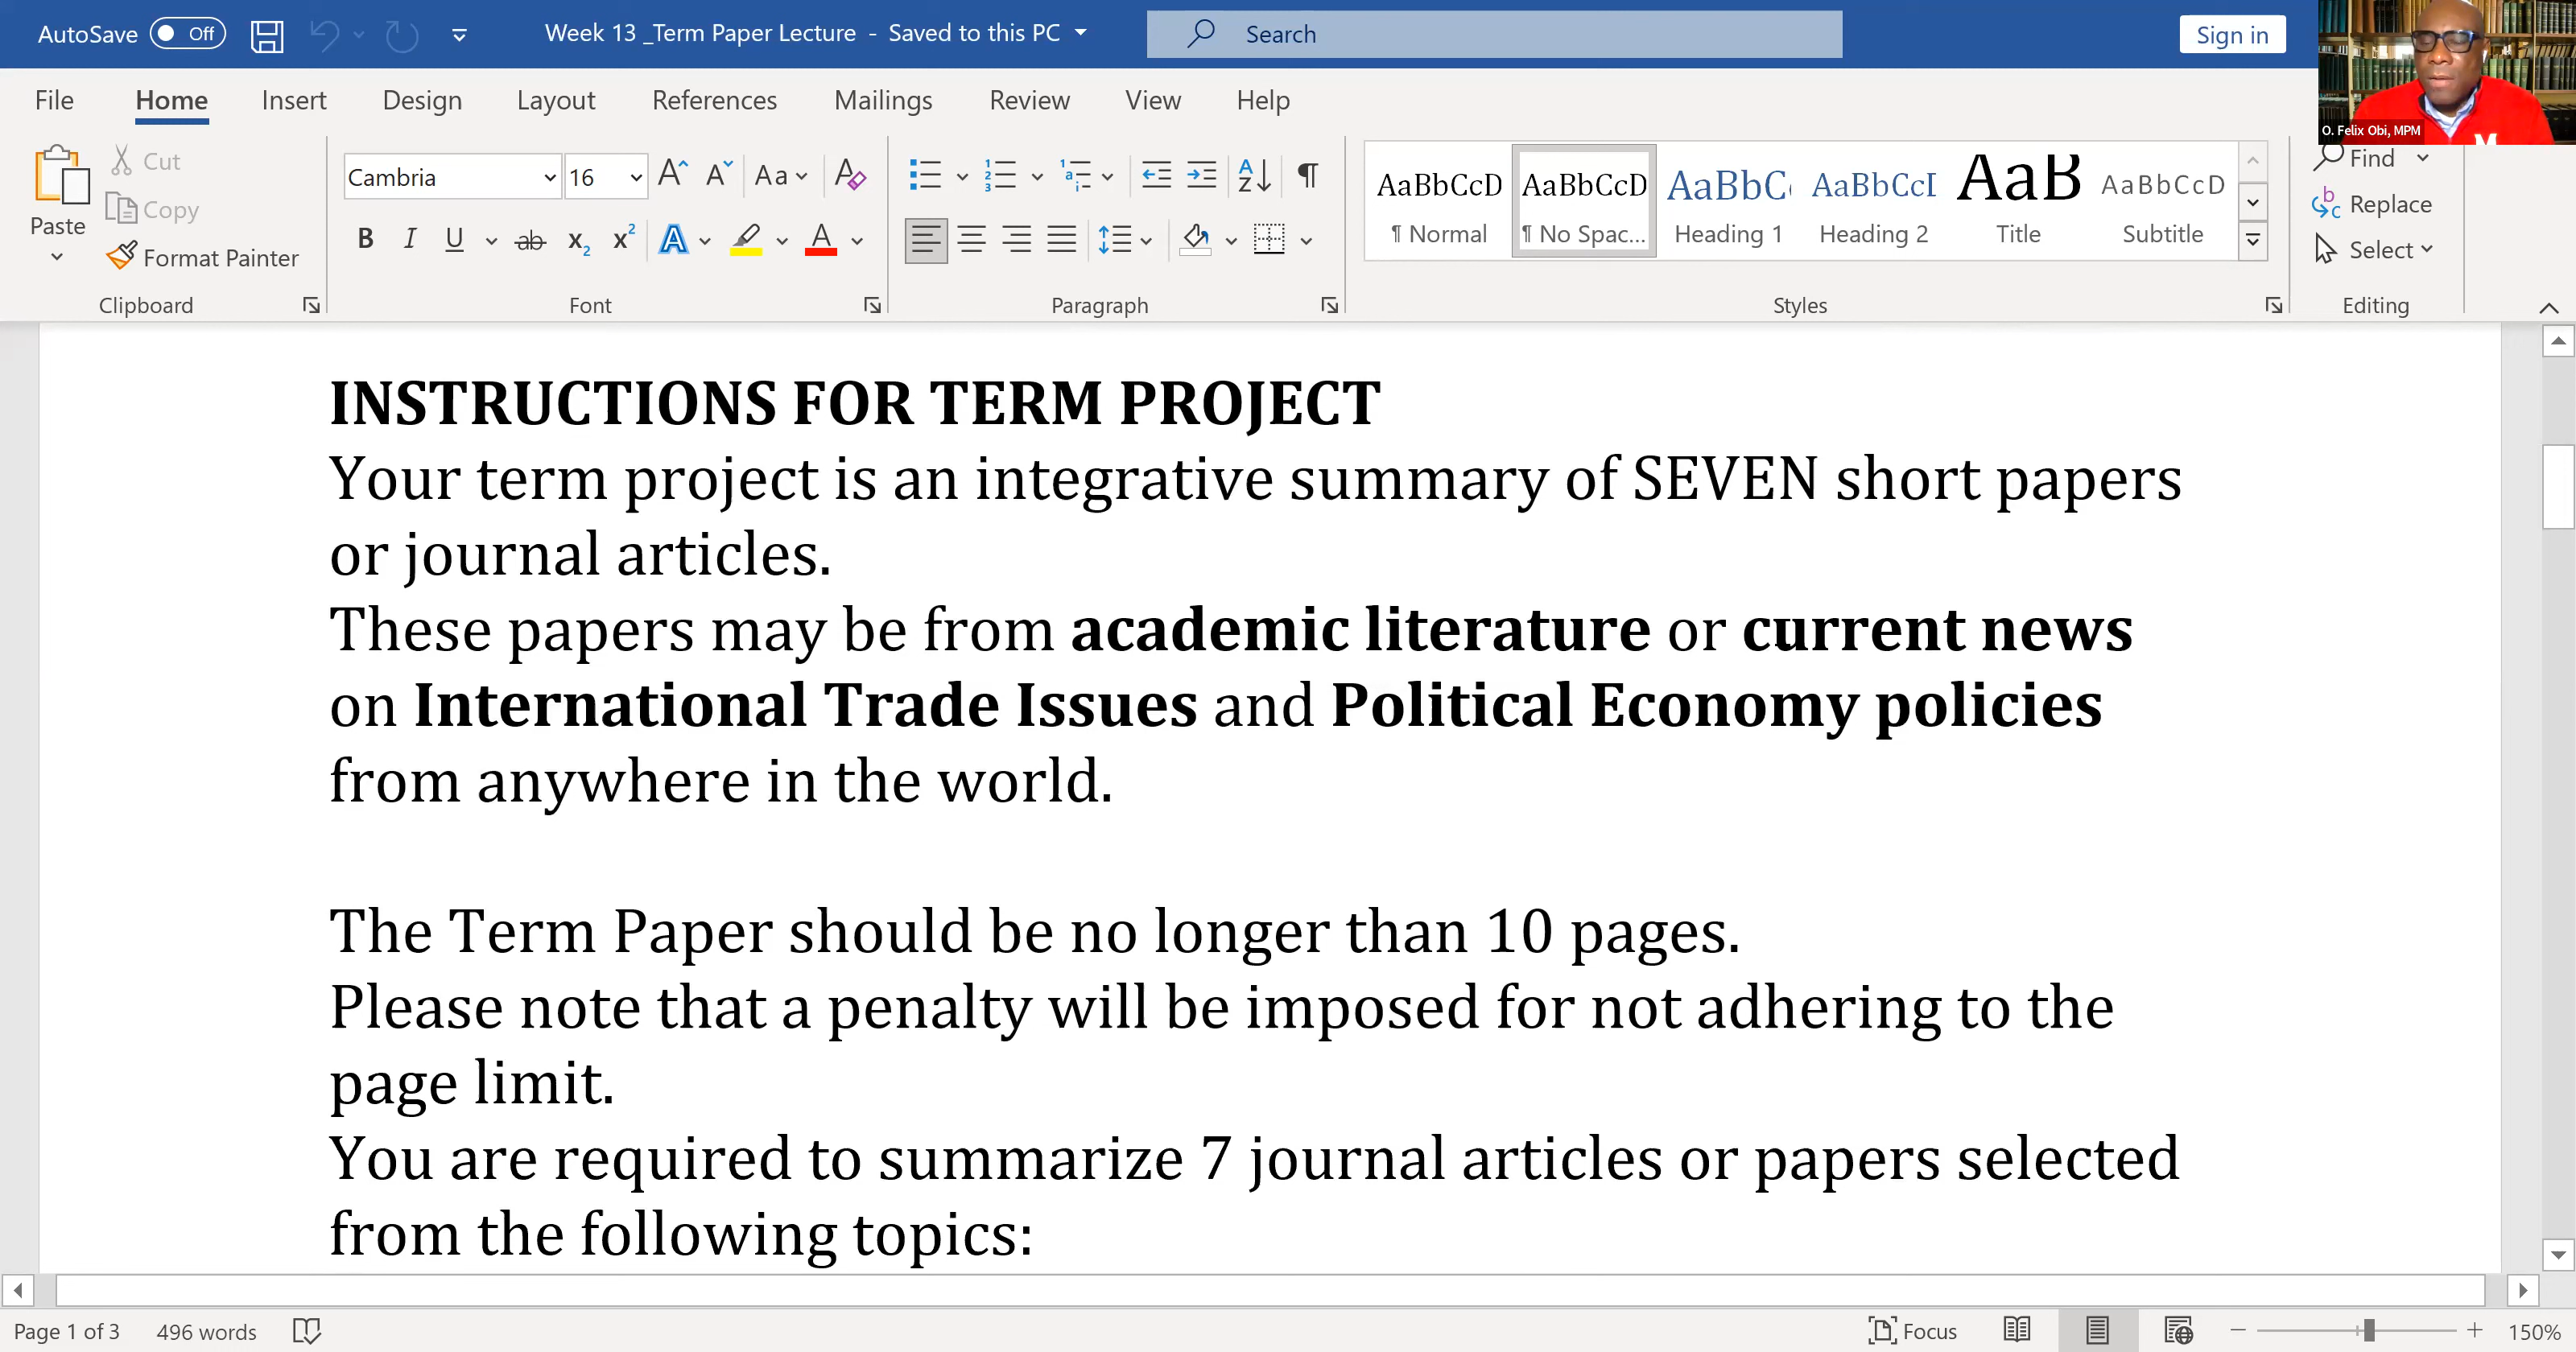 AutoSave Off Week 13 _Term Paper Lecture - Saved to this PC Search Sign in
O. Felix Obi, MPM
File Home Insert Design Layout References Mailings Review View Help
Paste Cut Copy Format Painter
Clipboard
Cambria 16
Font
Paragraph
AaBbCcD AaBbCcD AaBbC AaBbCcI AaB AaBbCcD
¶ Normal ¶ No Spac... Heading 1 Heading 2 Title Subtitle
Styles
Find
Replace
Select
Editing
INSTRUCTIONS FOR TERM PROJECT
Your term project is an integrative summary of SEVEN short papers
or journal articles.
These papers may be from academic literature or current news
on International Trade Issues and Political Economy policies
from anywhere in the world.
The Term Paper should be no longer than 10 pages.
Please note that a penalty will be imposed for not adhering to the
page limit.
You are required to summarize 7 journal articles or papers selected
from the following topics:
Page 1 of 3 496 words Focus 150%